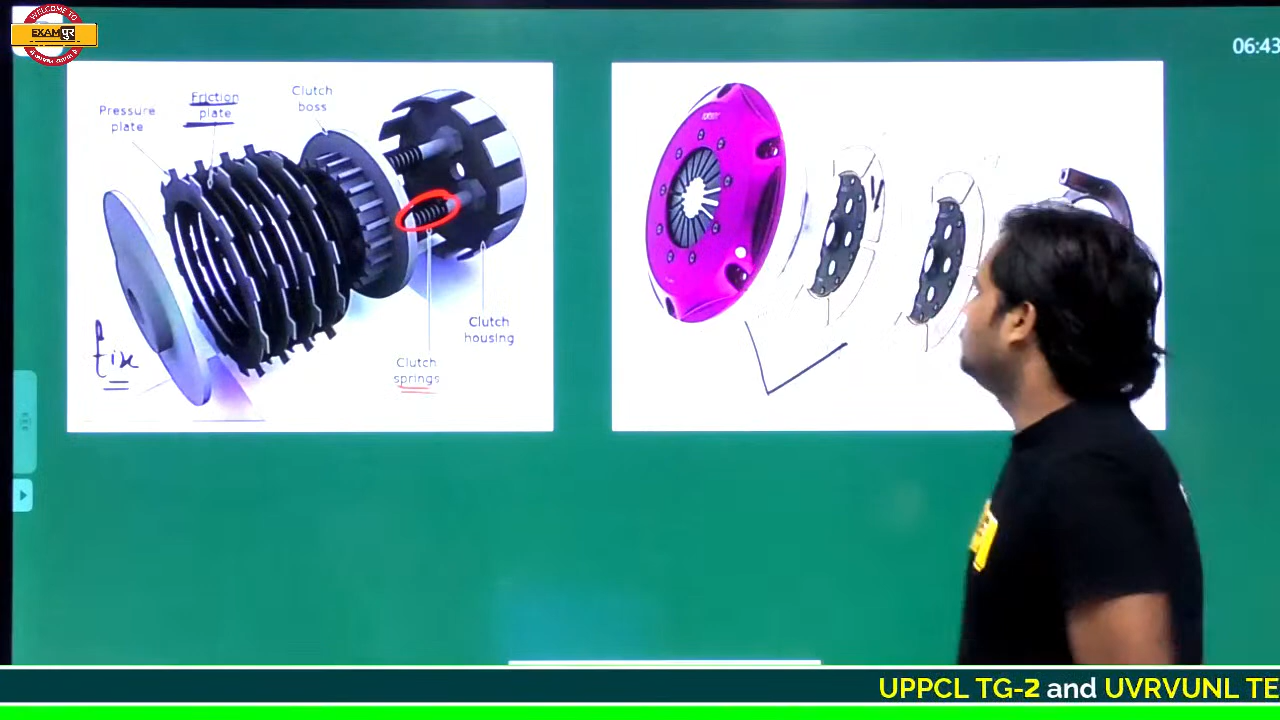 WELCOME TO
EXAMपुर
06:43
Pressure
plate
Friction
plate
Clutch
boss
fix
Clutch
springs
Clutch
housing
UPPCL TG-2 and UVRVUNL TE